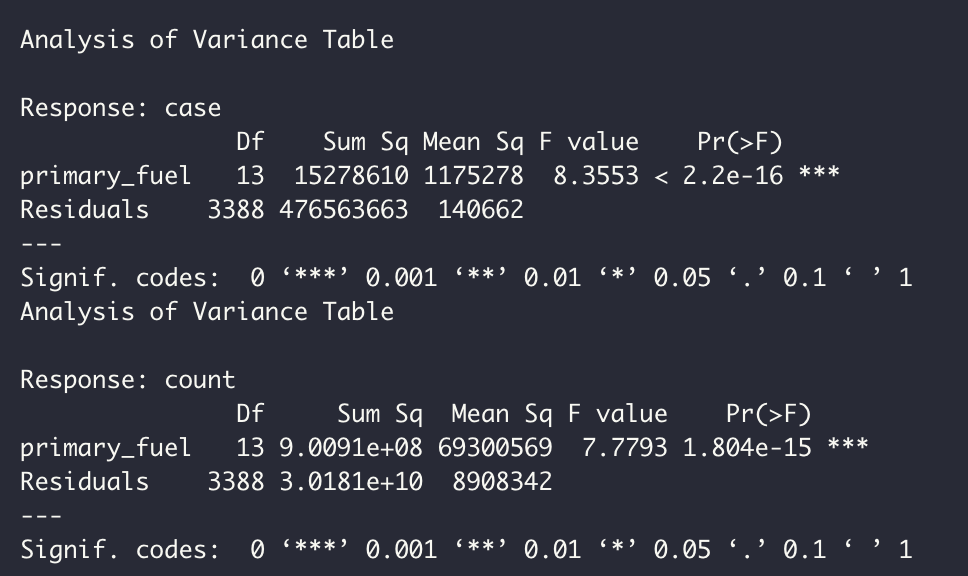 Analysis of Variance Table
Response: case
Df Sum Sq Mean Sq F value Pr(>F)
primary_fuel 13 15278610 1175278 8.3553 < 2.2e-16 ***
Residuals 3388 476563663 140662
---
Signif. codes: 0 ‘***’ 0.001 ‘**’ 0.01 ‘*’ 0.05 ‘.’ 0.1 ‘ ’ 1
Analysis of Variance Table
Response: count
Df Sum Sq Mean Sq F value Pr(>F)
primary_fuel 13 9.0091e+08 69300569 7.7793 1.804e-15 ***
Residuals 3388 3.0181e+10 8908342
---
Signif. codes: 0 ‘***’ 0.001 ‘**’ 0.01 ‘*’ 0.05 ‘.’ 0.1 ‘ ’ 1